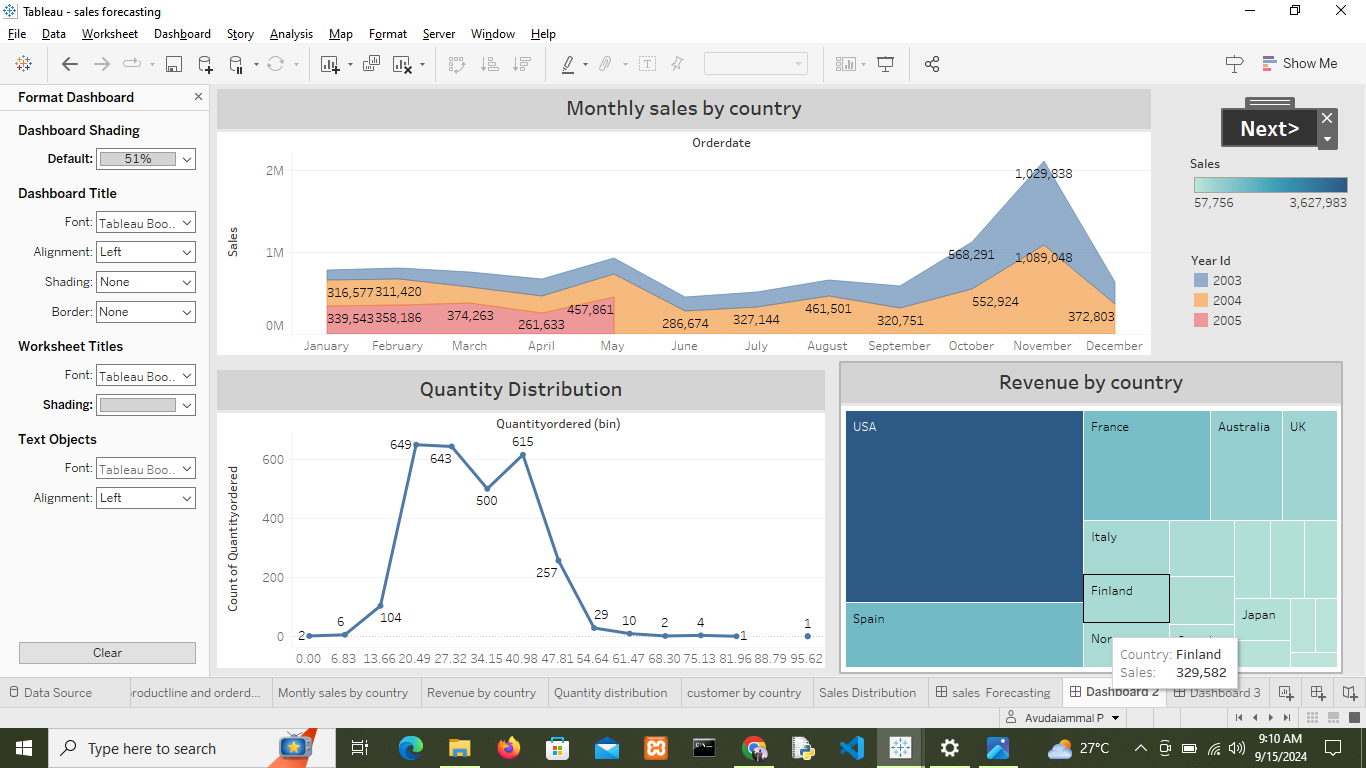 Tableau - sales forecasting
File Data Worksheet Dashboard Story Analysis Map Format Server Window Help
Show Me
Format Dashboard
Dashboard Shading
Default: 51%
Dashboard Title
Font: Tableau Boo..
Alignment: Left
Shading: None
Border: None
Worksheet Titles
Font: Tableau Boo..
Shading:
Text Objects
Font: Tableau Boo..
Alignment: Left
Clear
Monthly sales by country
Orderdate
Sales
2M
1M
0M
1,029,838
568,291
1,089,048
316,577 311,420
339,543 358,186 374,263 261,633 457,861 286,674 327,144 461,501 320,751 552,924 372,803
January February March April May June July August September October November December
Next>
Sales
57,756 3,627,983
Year Id
2003
2004
2005
Quantity Distribution
Quantityordered (bin)
Count of Quantityordered
600
400
200
0
2 6 104 649 643 500 615 257 29 10 2 4 1 1
0.00 6.83 13.66 20.49 27.32 34.15 40.98 47.81 54.64 61.47 68.30 75.13 81.96 88.79 95.62
Revenue by country
USA
France
Australia
UK
Italy
Finland
Spain
Japan
Nor
Country: Finland
Sales: 329,582
Data Source
productline and orderd...
Montly sales by country
Revenue by country
Quantity distribution
customer by country
Sales Distribution
sales Forecasting
Dashboard 2
Dashboard 3
Avudaiammal P
Type here to search
27°C
9:10 AM
9/15/2024